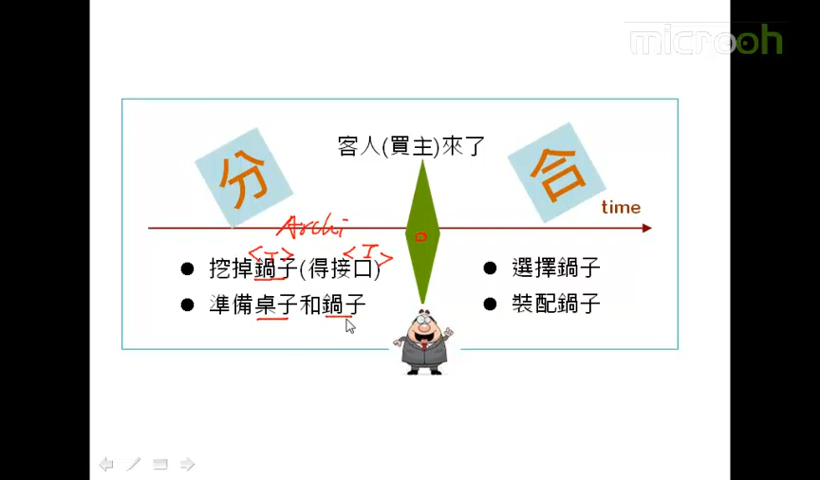 microoh
客人(買主)來了
分
合
time
Archi
<I>
<I>
● 挖掉鍋子(得接口)
● 準備桌子和鍋子
● 選擇鍋子
● 裝配鍋子